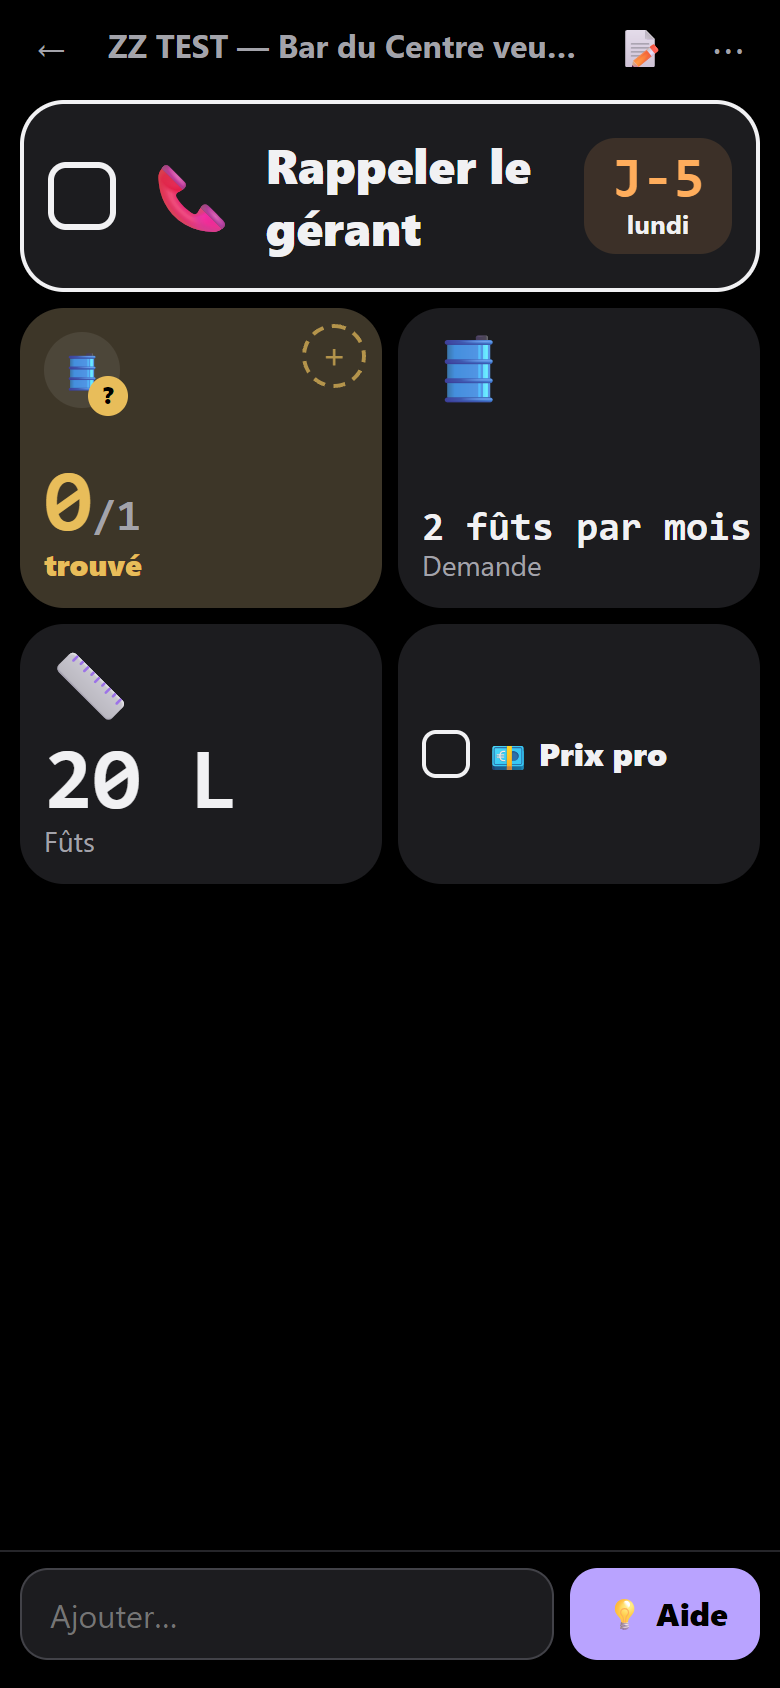 ← ZZ TEST — Bar du Centre veu... ...
Rappeler le
gérant
J-5
lundi
?
+
0/1
trouvé
2 fûts par mois
Demande
20 L
Fûts
Prix pro
Ajouter...
Aide